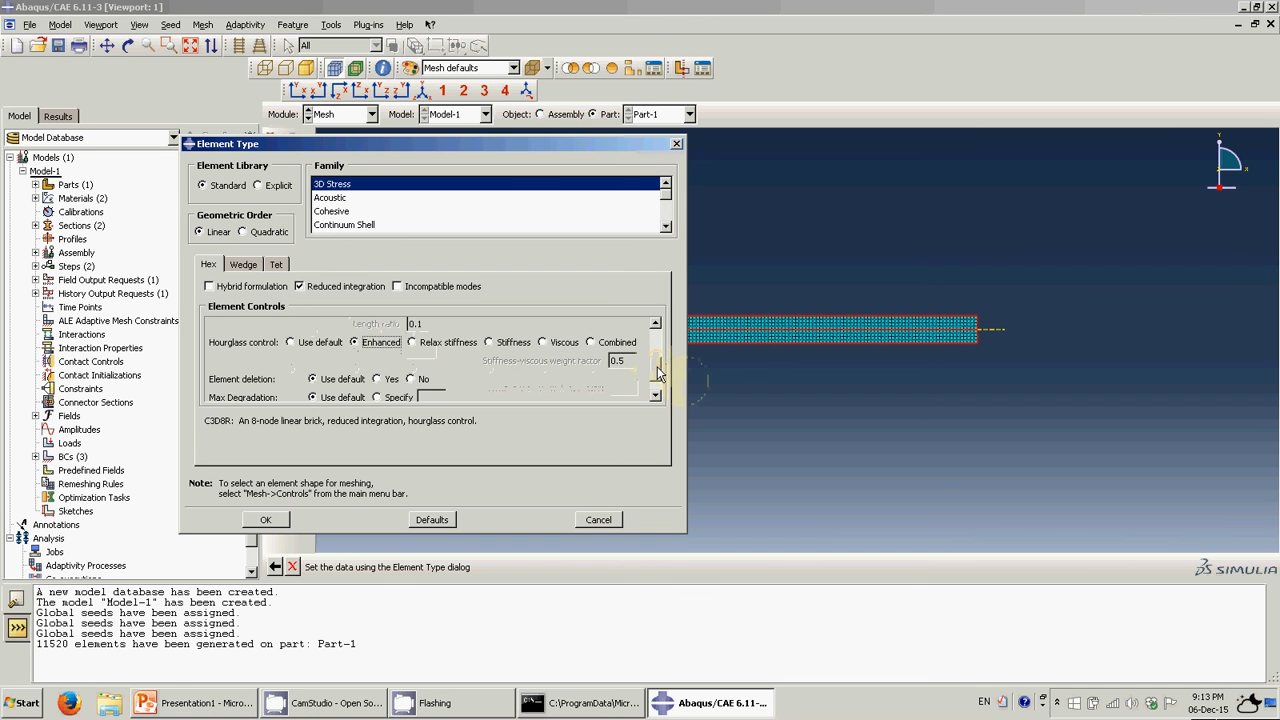 Abaqus/CAE 6.11-3 [Viewport: 1]
File Model Viewport View Seed Mesh Adaptivity Feature Tools Plug-ins Help
All
Mesh defaults
1 2 3 4
Model Results
Module: Mesh Model: Model-1 Object: Assembly Part: Part-1
Model Database
Models (1)
Model-1
Parts (1)
Materials (2)
Calibrations
Sections (2)
Profiles
Assembly
Steps (2)
Field Output Requests (1)
History Output Requests (1)
Time Points
ALE Adaptive Mesh Constraints
Interactions
Interaction Properties
Contact Controls
Contact Initializations
Constraints
Connector Sections
Fields
Amplitudes
Loads
BCs (3)
Predefined Fields
Remeshing Rules
Optimization Tasks
Sketches
Annotations
Analysis
Jobs
Adaptivity Processes
Element Type
Element Library
Standard Explicit
Geometric Order
Linear Quadratic
Family
3D Stress
Acoustic
Cohesive
Continuum Shell
Hex Wedge Tet
Hybrid formulation Reduced integration Incompatible modes
Element Controls
Length ratio 0.1
Hourglass control: Use default Enhanced Relax stiffness Stiffness Viscous Combined
Stiffness-viscous weight factor 0.5
Element deletion: Use default Yes No
Max Degradation: Use default Specify
C3D8R: An 8-node linear brick, reduced integration, hourglass control.
Note: To select an element shape for meshing,
select "Mesh->Controls" from the main menu bar.
OK Defaults Cancel
Y
X
Set the data using the Element Type dialog
SIMULIA
A new model database has been created.
The model "Model-1" has been created.
Global seeds have been assigned.
Global seeds have been assigned.
Global seeds have been assigned.
11520 elements have been generated on part: Part-1
Start Presentation1 - Micro... CamStudio - Open So... Flashing C:\ProgramData\Micr... Abaqus/CAE 6.11-...
EN
9:13 PM
06-Dec-15